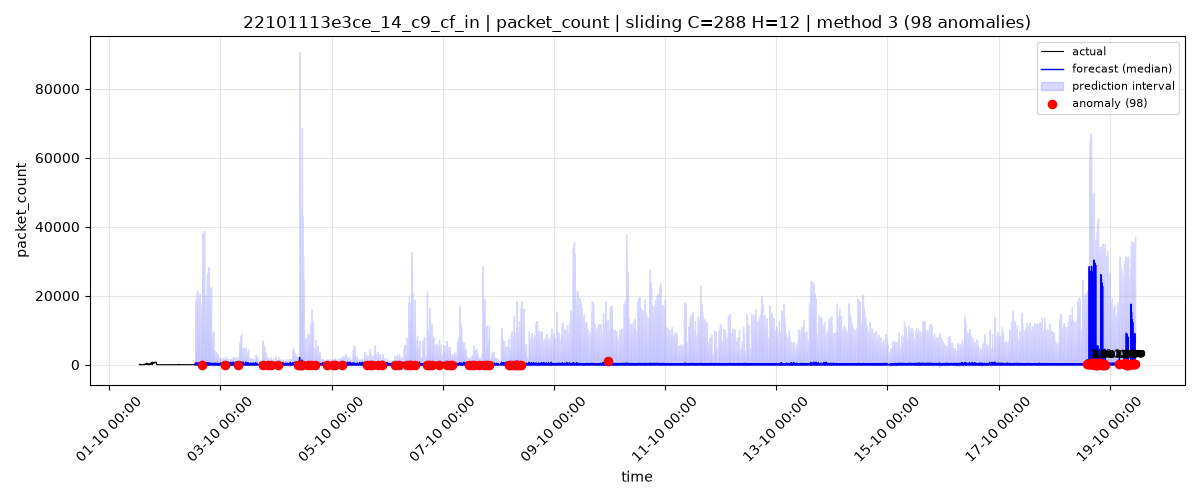 22101113e3ce_14_c9_cf_in | packet_count | sliding C=288 H=12 | method 3 (98 anomalies)
actual
forecast (median)
prediction interval
anomaly (98)
packet_count
80000
60000
40000
20000
0
01-10 00:00
03-10 00:00
05-10 00:00
07-10 00:00
09-10 00:00
11-10 00:00
13-10 00:00
15-10 00:00
17-10 00:00
19-10 00:00
time